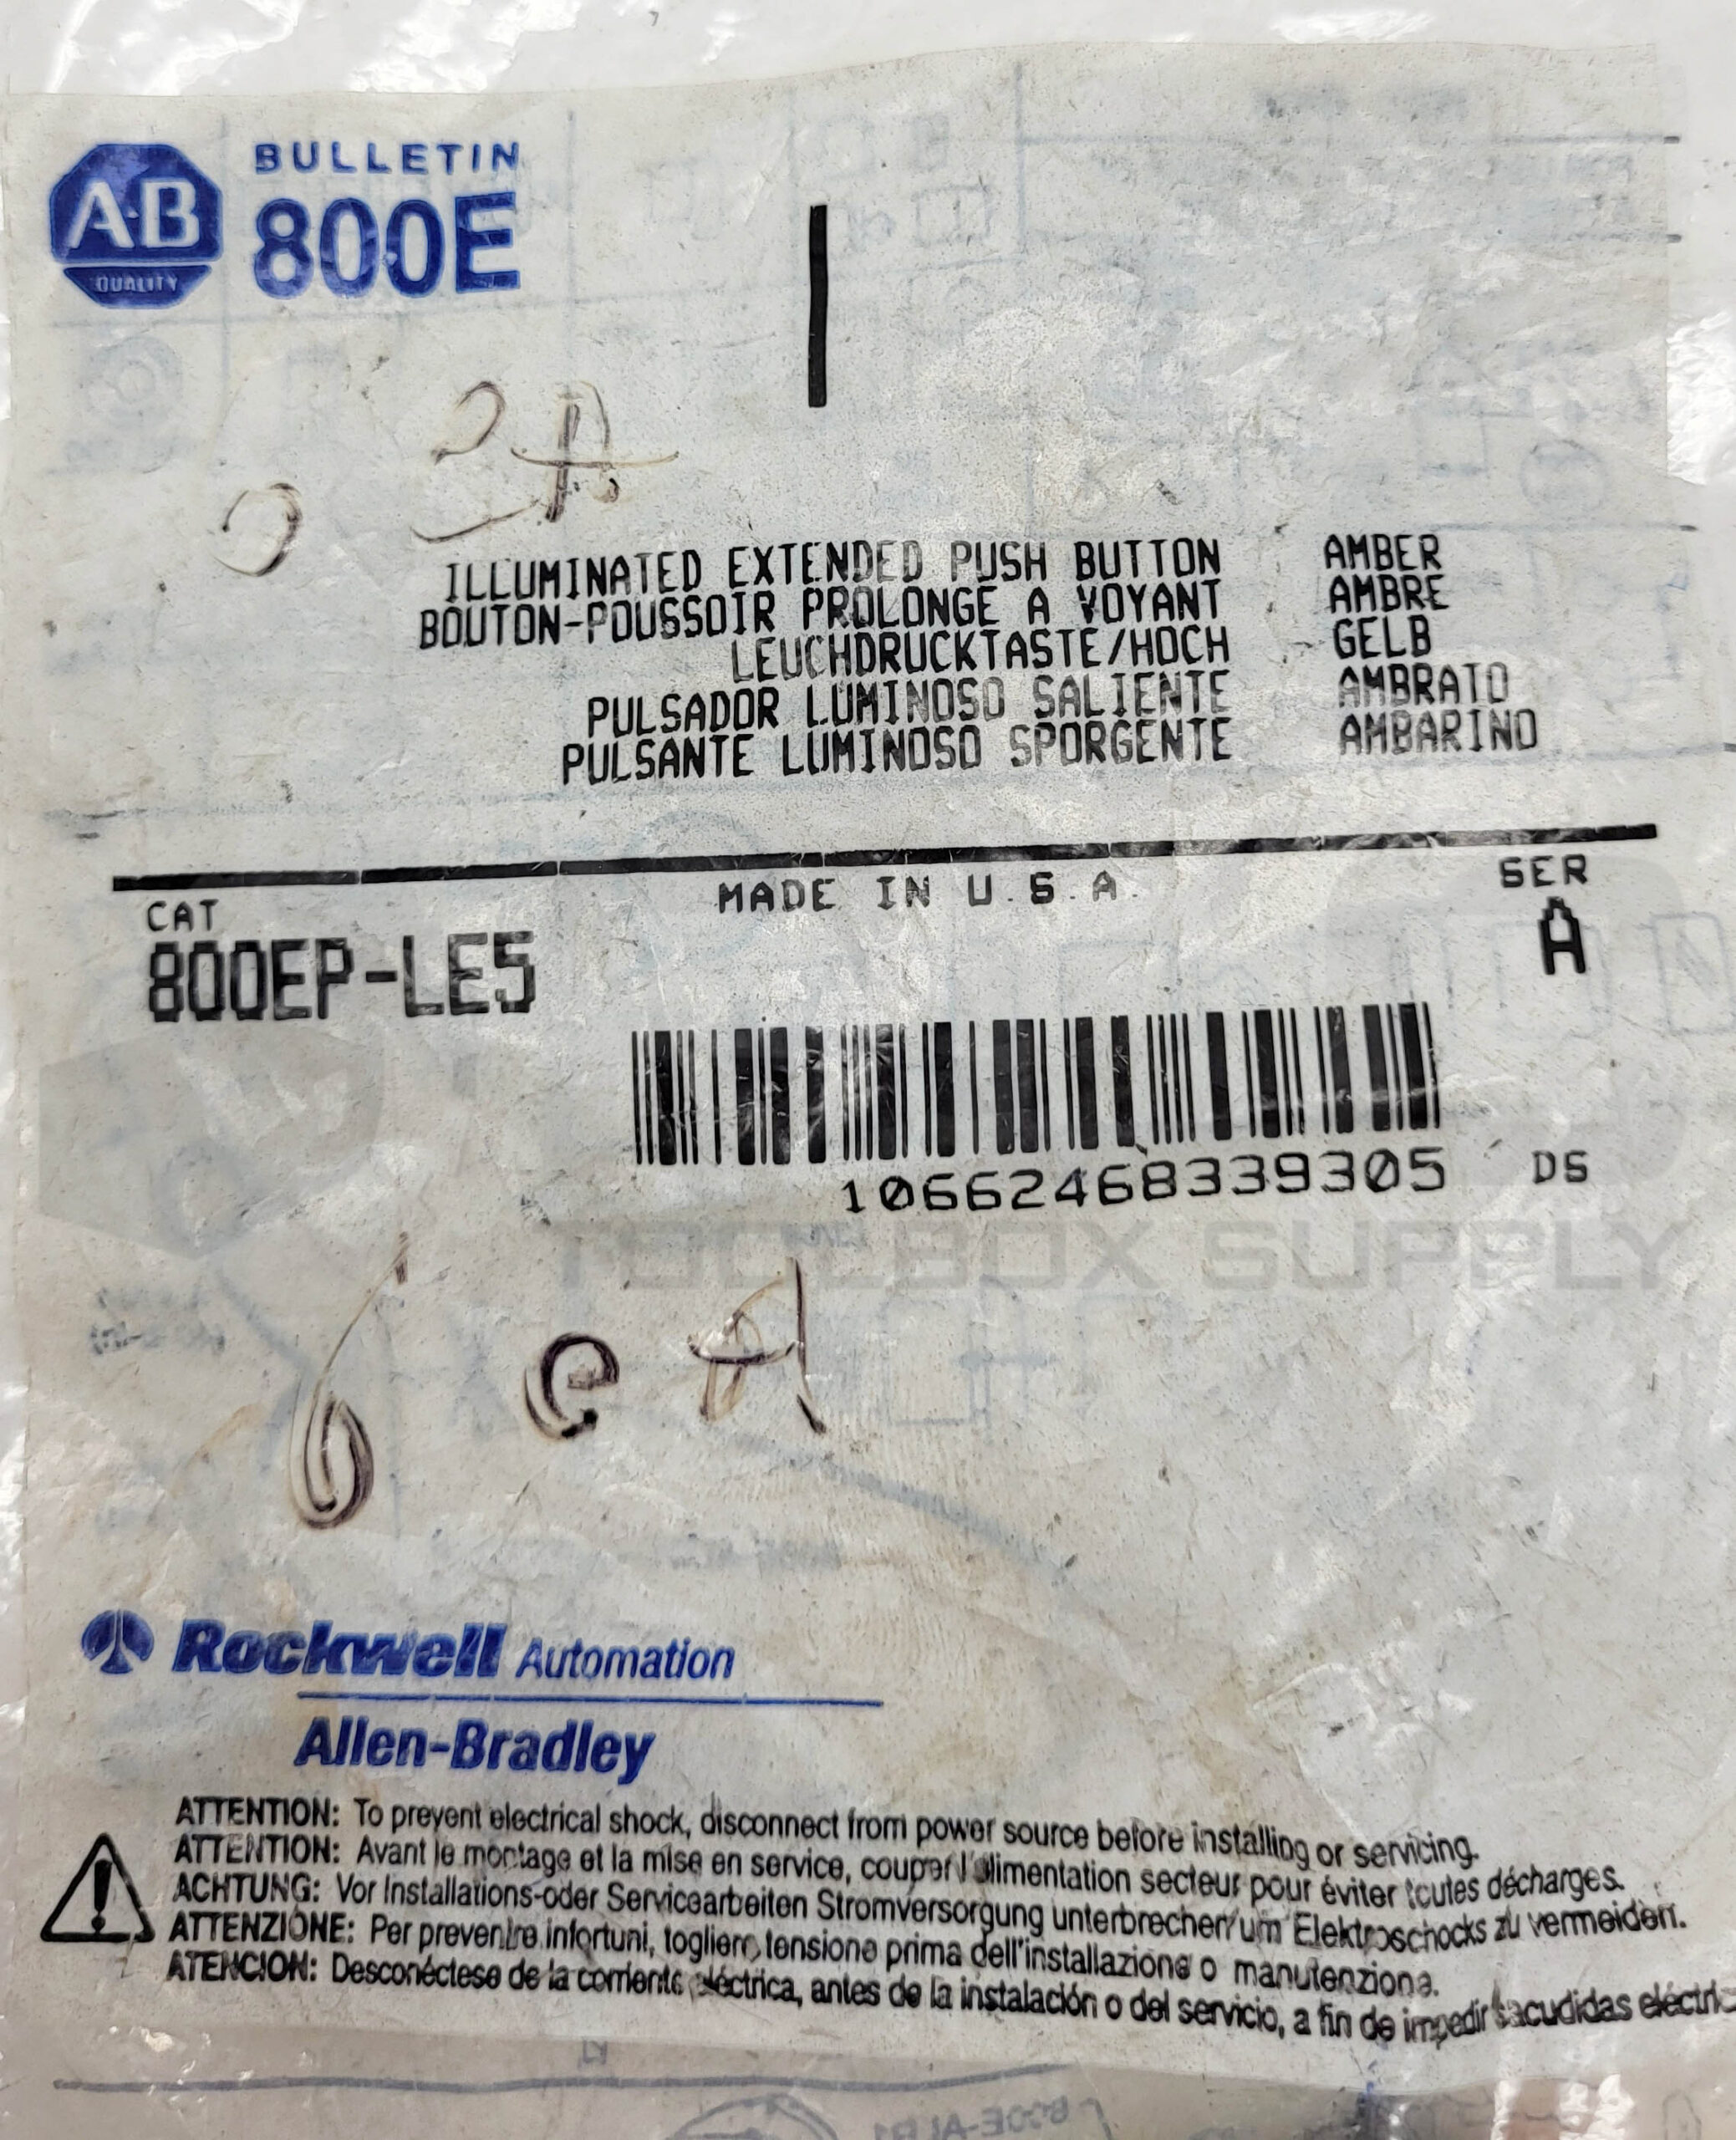 BULLETIN
800E
A-B
QUALITY
ILLUMINATED EXTENDED PUSH BUTTON AMBER
BOUTON-POUSSOIR PROLONGE A VOYANT AMBRE
LEUCHDRUCKTASTE/HOCH GELB
PULSADOR LUMINOSO SALIENTE AMBRATO
PULSANTE LUMINOSO SPORGENTE AMBARINO
MADE IN U.S.A.
CAT SER
800EP-LE5 A
10662468339305 DS
TOOLBOX SUPPLY
Rockwell Automation
Allen-Bradley
ATTENTION: To prevent electrical shock, disconnect from power source before installing or servicing.
ATTENTION: Avant le montage et la mise en service, couper l'alimentation secteur pour éviter toutes décharges.
ACHTUNG: Vor Installations-oder Servicearbeiten Stromversorgung unterbrechen um Elektroschocks zu vermeiden.
ATTENZIONE: Per prevenire infortuni, togliere tensione prima dell'installazione o manutenzione.
ATENCION: Desconéctese de la corriente eléctrica, antes de la instalación o del servicio, a fin de impedir sacudidas eléctric